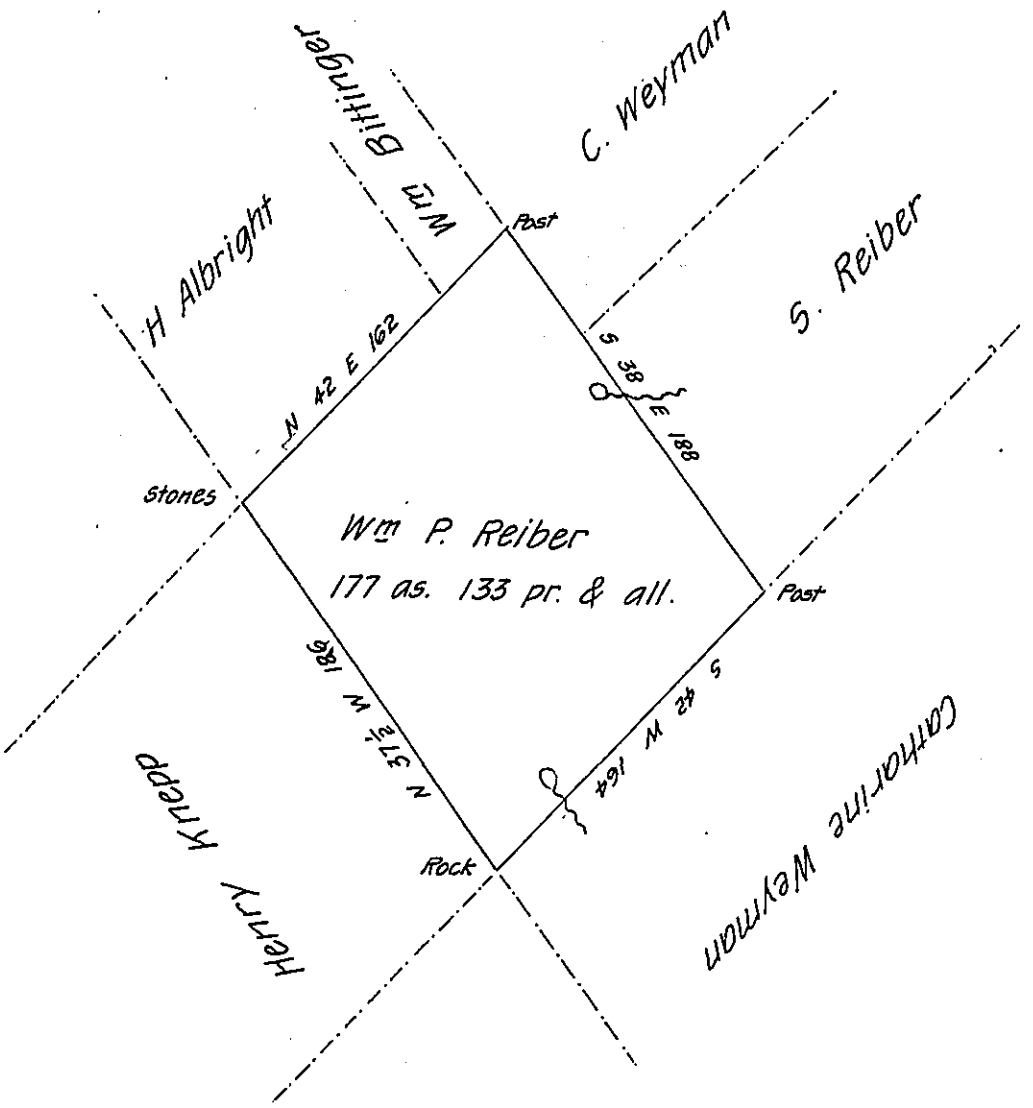 Wm Bittinger
C. Weyman
H Albright
S. Reiber
Post
N 42 E 162
S 38 E 188
Stones
Wm P. Reiber
177 as. 133 pr. & all.
Post
N 37½ W 186
S 42 W 164
Rock
Henry Knepp
Catharine Weyman